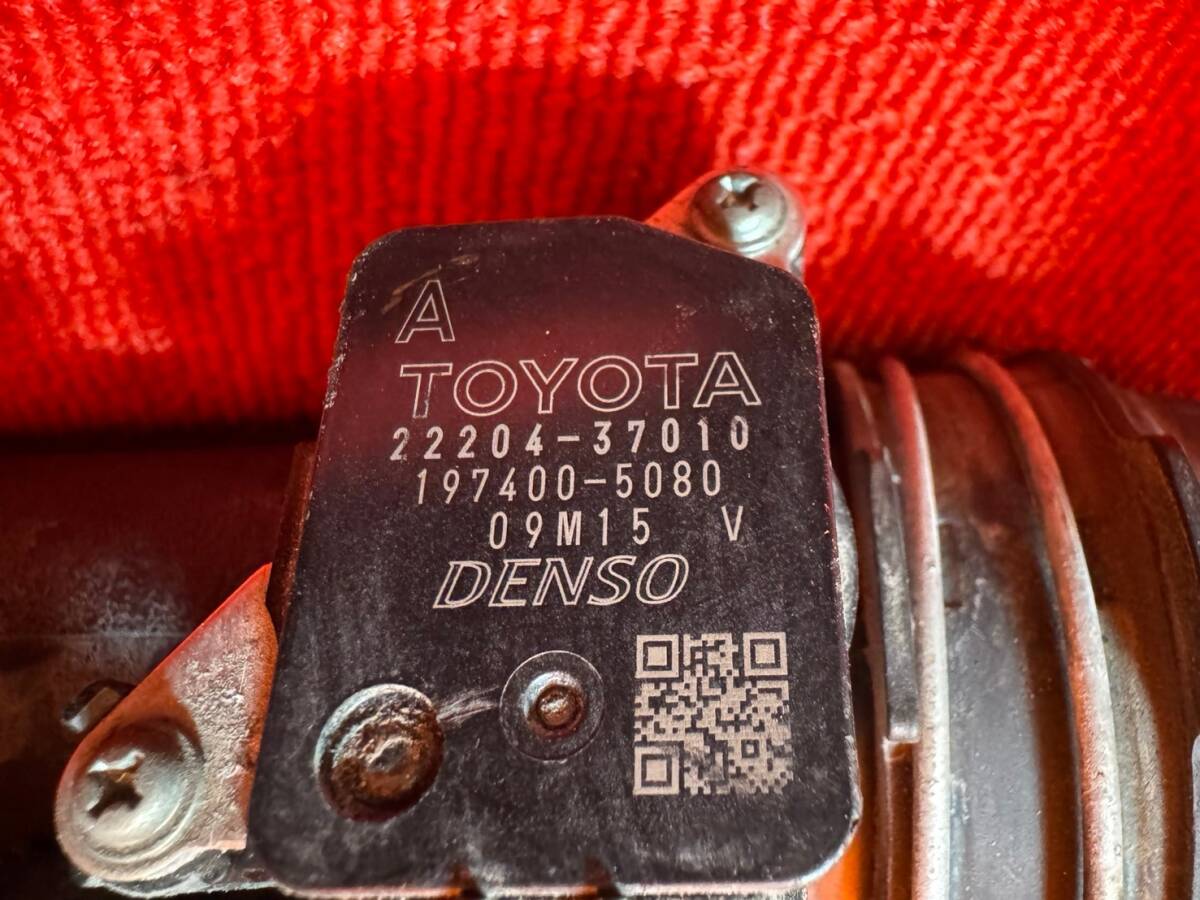 A
TOYOTA
22204-37010
197400-5080
09M15 V
DENSO